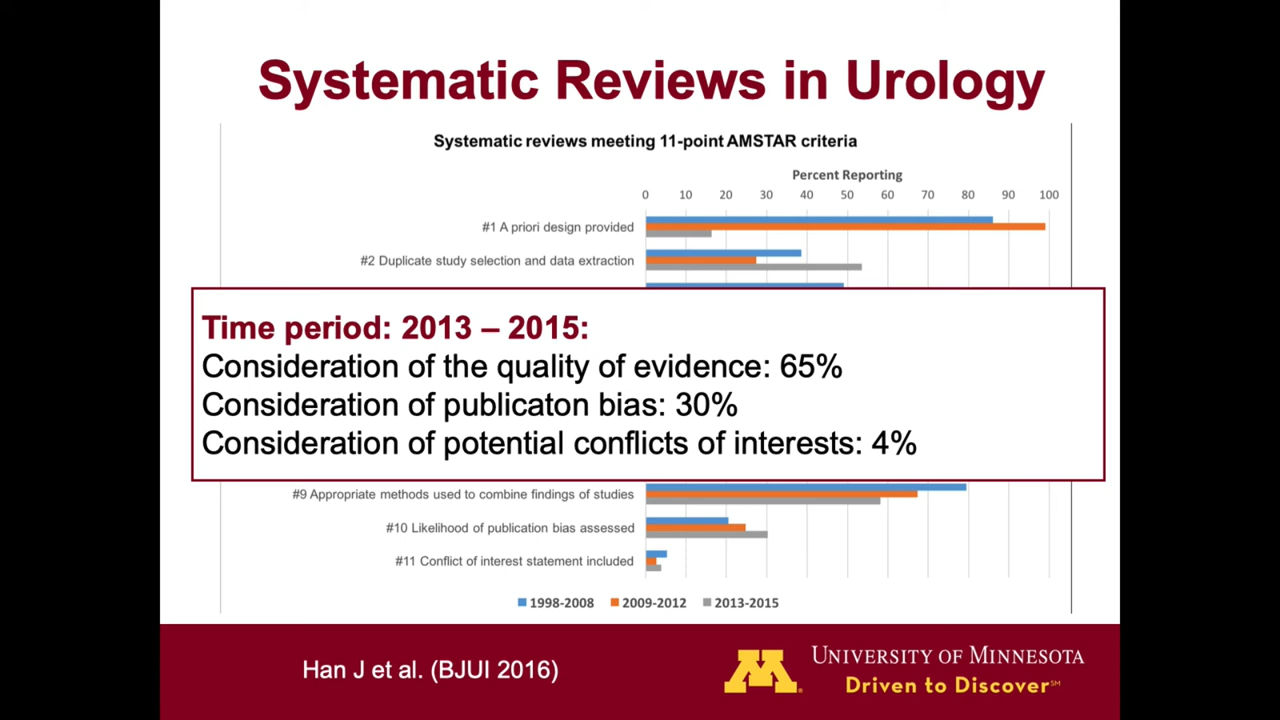 Systematic Reviews in Urology
Systematic reviews meeting 11-point AMSTAR criteria
Percent Reporting
0 10 20 30 40 50 60 70 80 90 100
#1 A priori design provided
#2 Duplicate study selection and data extraction
Time period: 2013 – 2015:
Consideration of the quality of evidence: 65%
Consideration of publicaton bias: 30%
Consideration of potential conflicts of interests: 4%
#9 Appropriate methods used to combine findings of studies
#10 Likelihood of publication bias assessed
#11 Conflict of interest statement included
1998-2008 2009-2012 2013-2015
Han J et al. (BJUI 2016)
UNIVERSITY OF MINNESOTA
Driven to Discover℠